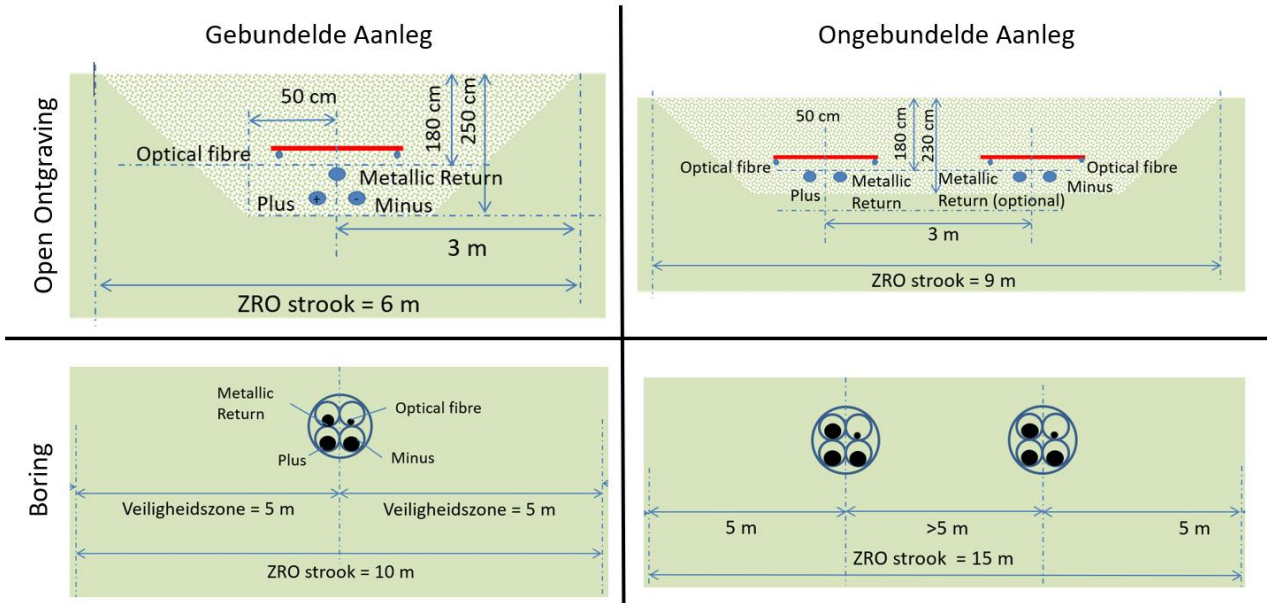 Gebundelde Aanleg
Ongebundelde Aanleg
Open Ontgraving
50 cm
180 cm
250 cm
Optical fibre
Metallic Return
Plus
+
-
Minus
3 m
ZRO strook = 6 m
50 cm
180 cm
230 cm
Optical fibre
Optical fibre
Plus
Metallic
Return
Metallic
Return (optional)
Minus
3 m
ZRO strook = 9 m
Boring
Metallic
Return
Optical fibre
Plus
Minus
Veiligheidszone = 5 m
Veiligheidszone = 5 m
ZRO strook = 10 m
5 m
>5 m
5 m
ZRO strook = 15 m